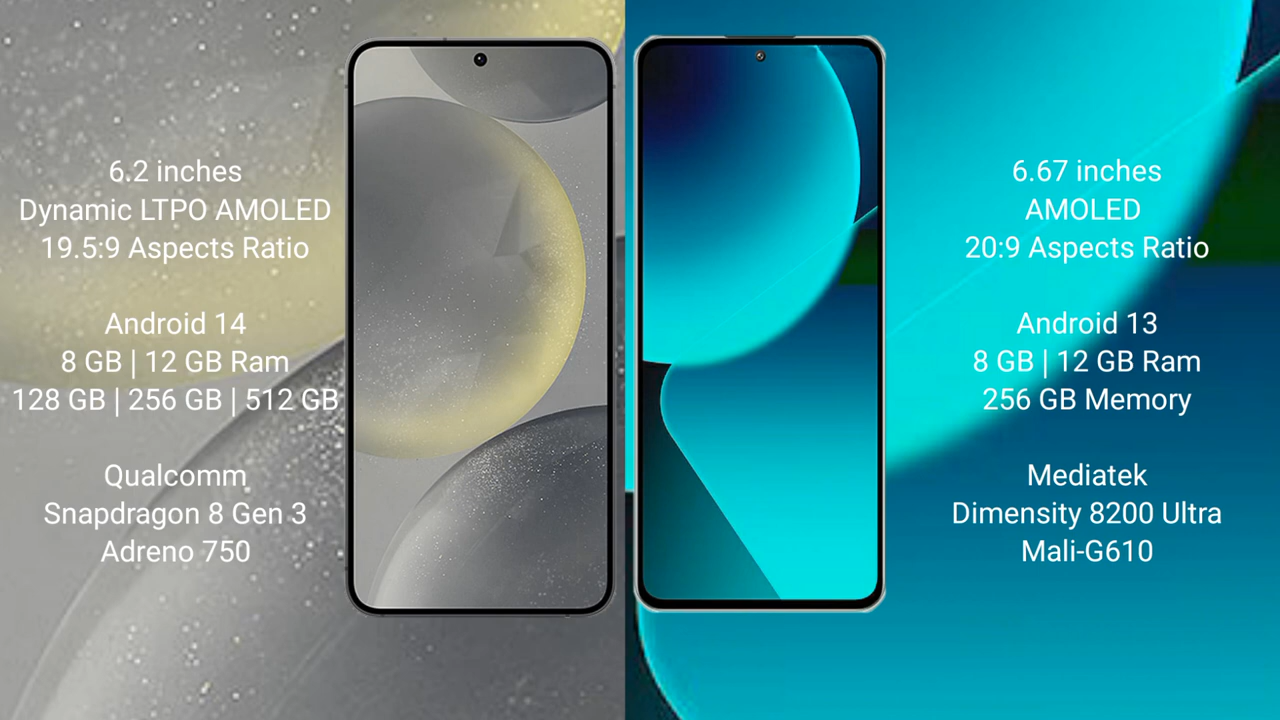 6.2 inches
Dynamic LTPO AMOLED
19.5:9 Aspects Ratio
Android 14
8 GB | 12 GB Ram
128 GB | 256 GB | 512 GB
Qualcomm
Snapdragon 8 Gen 3
Adreno 750
6.67 inches
AMOLED
20:9 Aspects Ratio
Android 13
8 GB | 12 GB Ram
256 GB Memory
Mediatek
Dimensity 8200 Ultra
Mali-G610